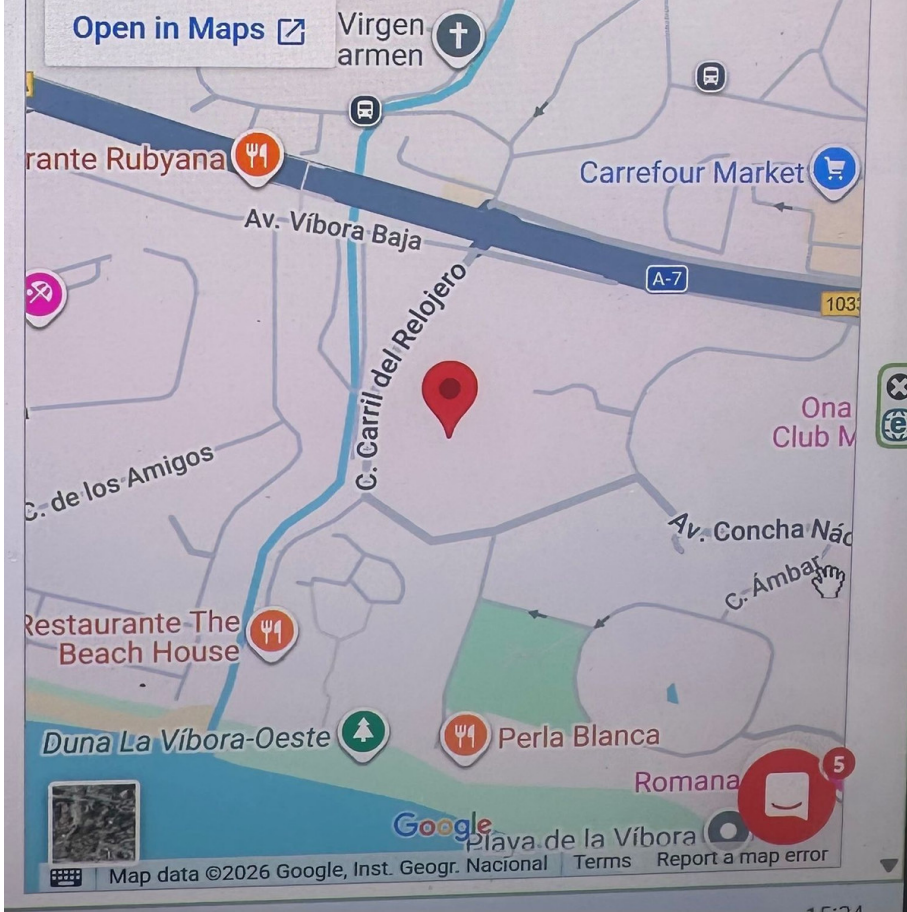 Open in Maps
Virgen
armen
rante Rubyana
Carrefour Market
Av. Víbora Baja
A-7
C. Carril del Relojero
Ona
Club M
C. de los Amigos
Av. Concha Nác
C. Ámbar
Restaurante The
Beach House
Duna La Víbora-Oeste
Perla Blanca
5
Romana
Google
Playa de la Víbora
Map data ©2026 Google, Inst. Geogr. Nacional
Terms
Report a map error